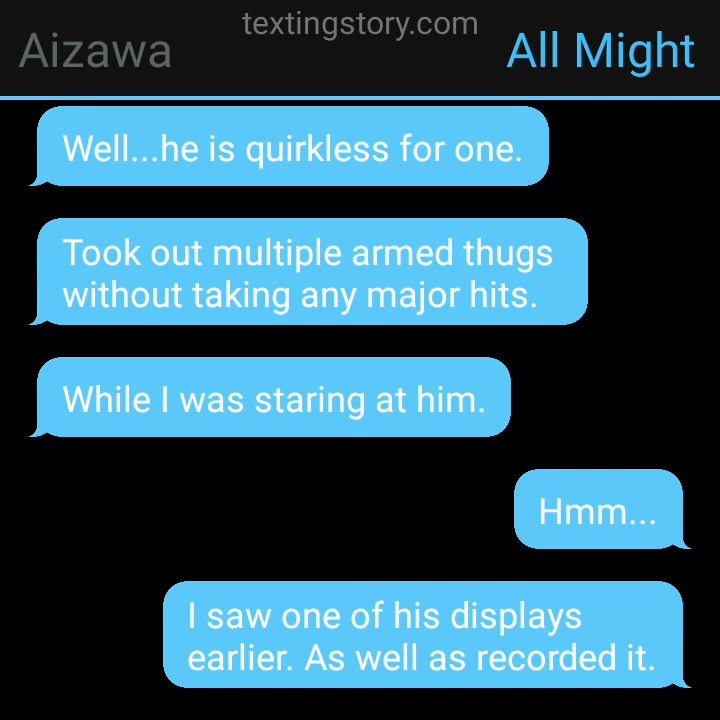 textingstory.com
Aizawa
All Might
Well...he is quirkless for one.
Took out multiple armed thugs
without taking any major hits.
While I was staring at him.
Hmm...
I saw one of his displays
earlier. As well as recorded it.